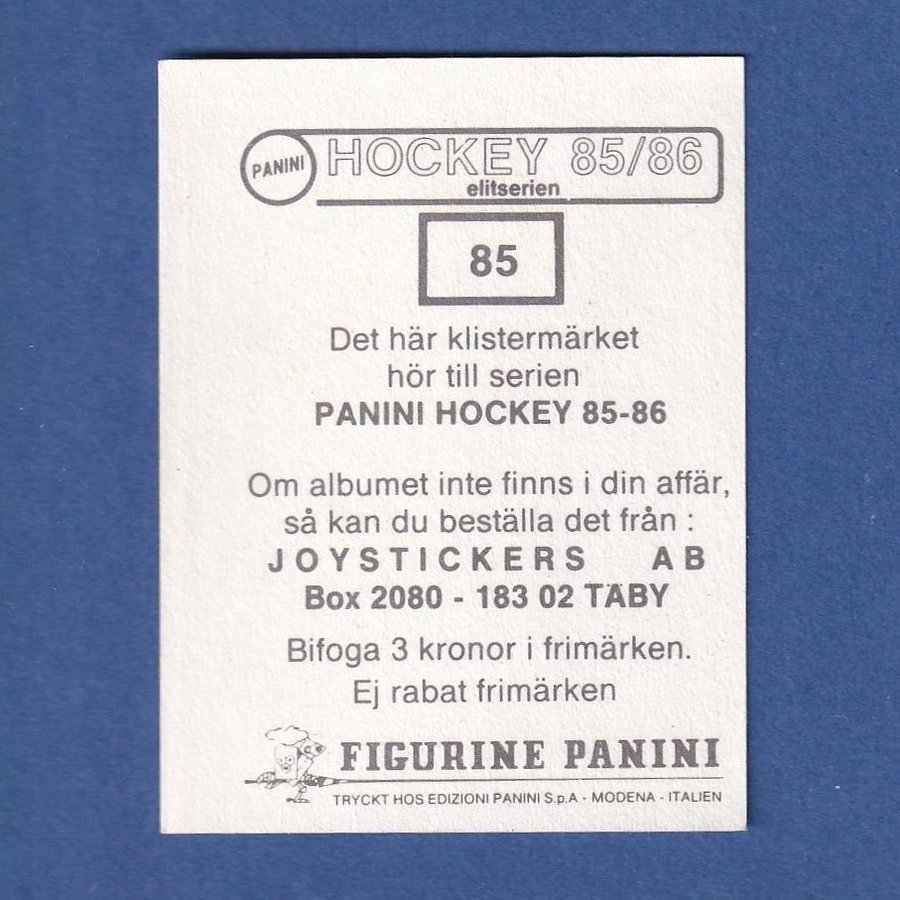 PANINI
HOCKEY 85/86
elitserien
85
Det här klistermärket
hör till serien
PANINI HOCKEY 85-86
Om albumet inte finns i din affär,
så kan du beställa det från :
JOYSTICKERS AB
Box 2080 - 183 02 TÄBY
Bifoga 3 kronor i frimärken.
Ej rabat frimärken
FIGURINE PANINI
TRYCKT HOS EDIZIONI PANINI S.p.A - MODENA - ITALIEN